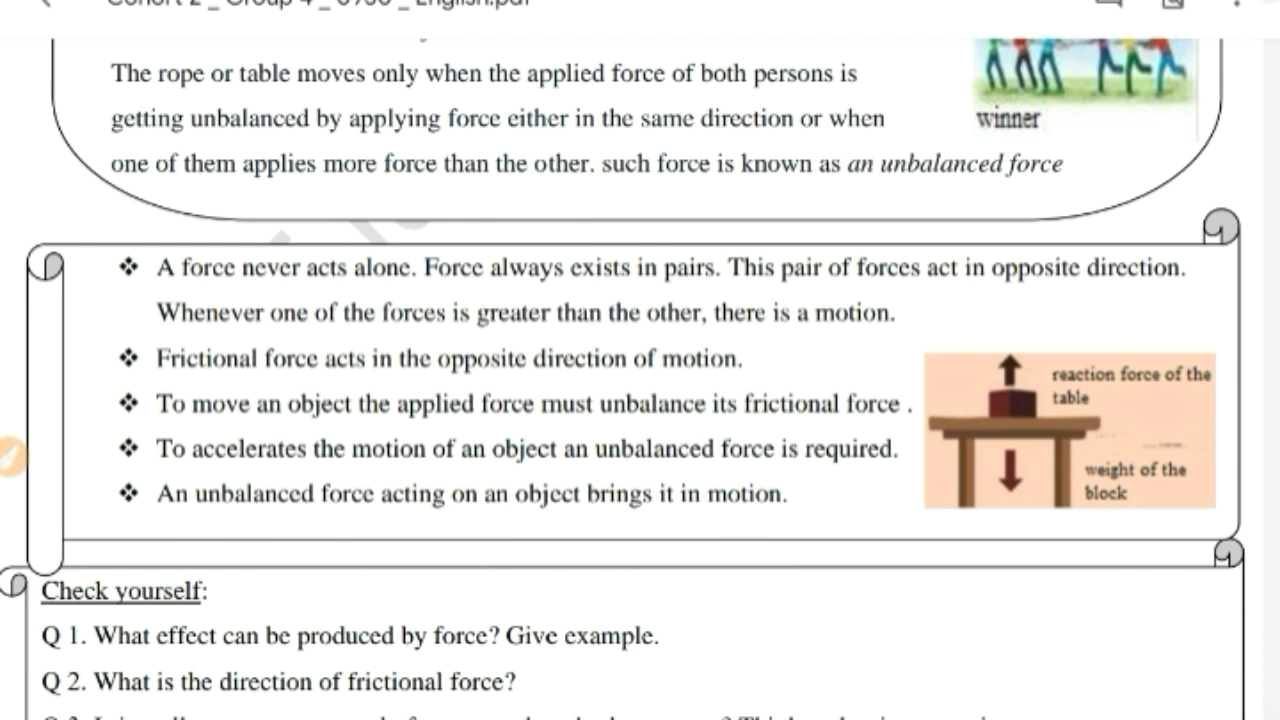 The rope or table moves only when the applied force of both persons is
getting unbalanced by applying force either in the same direction or when
one of them applies more force than the other. such force is known as an unbalanced force
winner
❖ A force never acts alone. Force always exists in pairs. This pair of forces act in opposite direction.
Whenever one of the forces is greater than the other, there is a motion.
❖ Frictional force acts in the opposite direction of motion.
❖ To move an object the applied force must unbalance its frictional force .
❖ To accelerates the motion of an object an unbalanced force is required.
❖ An unbalanced force acting on an object brings it in motion.
reaction force of the
table
weight of the
block
Check yourself:
Q 1. What effect can be produced by force? Give example.
Q 2. What is the direction of frictional force?